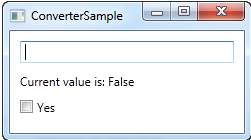 ConverterSample
Current value is: False
Yes